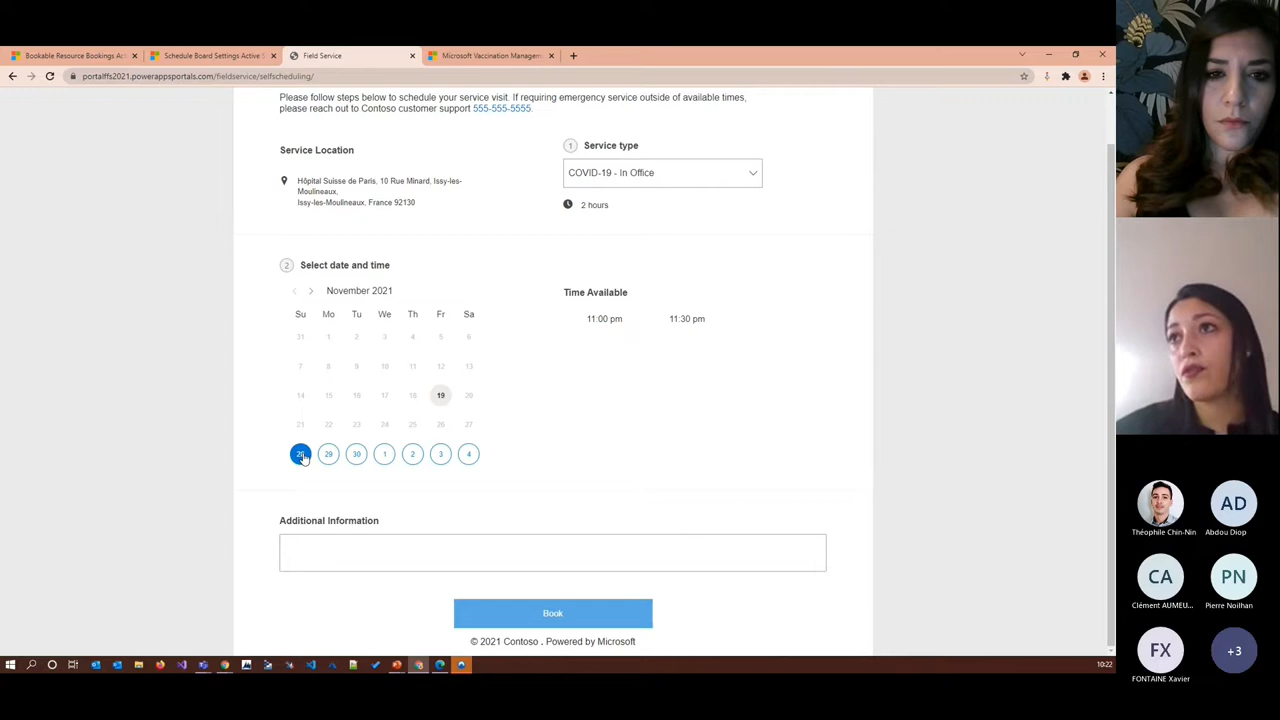 Bookable Resource Bookings Ac
Schedule Board Settings Active S
Field Service
Microsoft Vaccination Managem
portalffs2021.powerappsportals.com/fieldservice/selfscheduling/
Please follow steps below to schedule your service visit. If requiring emergency service outside of available times,
please reach out to Contoso customer support 555-555-5555.
Service Location
Hôpital Suisse de Paris, 10 Rue Minard, Issy-les-
Moulineaux,
Issy-les-Moulineaux, France 92130
1 Service type
COVID-19 - In Office
2 hours
2 Select date and time
November 2021
Su Mo Tu We Th Fr Sa
31 1 2 3 4 5 6
7 8 9 10 11 12 13
14 15 16 17 18 19 20
21 22 23 24 25 26 27
28 29 30 1 2 3 4
Time Available
11:00 pm 11:30 pm
Additional Information
Book
© 2021 Contoso . Powered by Microsoft
10:22
Théophile Chin-Nin
AD
Abdou Diop
CA
Clément AUMEU...
PN
Pierre Noilhan
FX
FONTAINE Xavier
+3